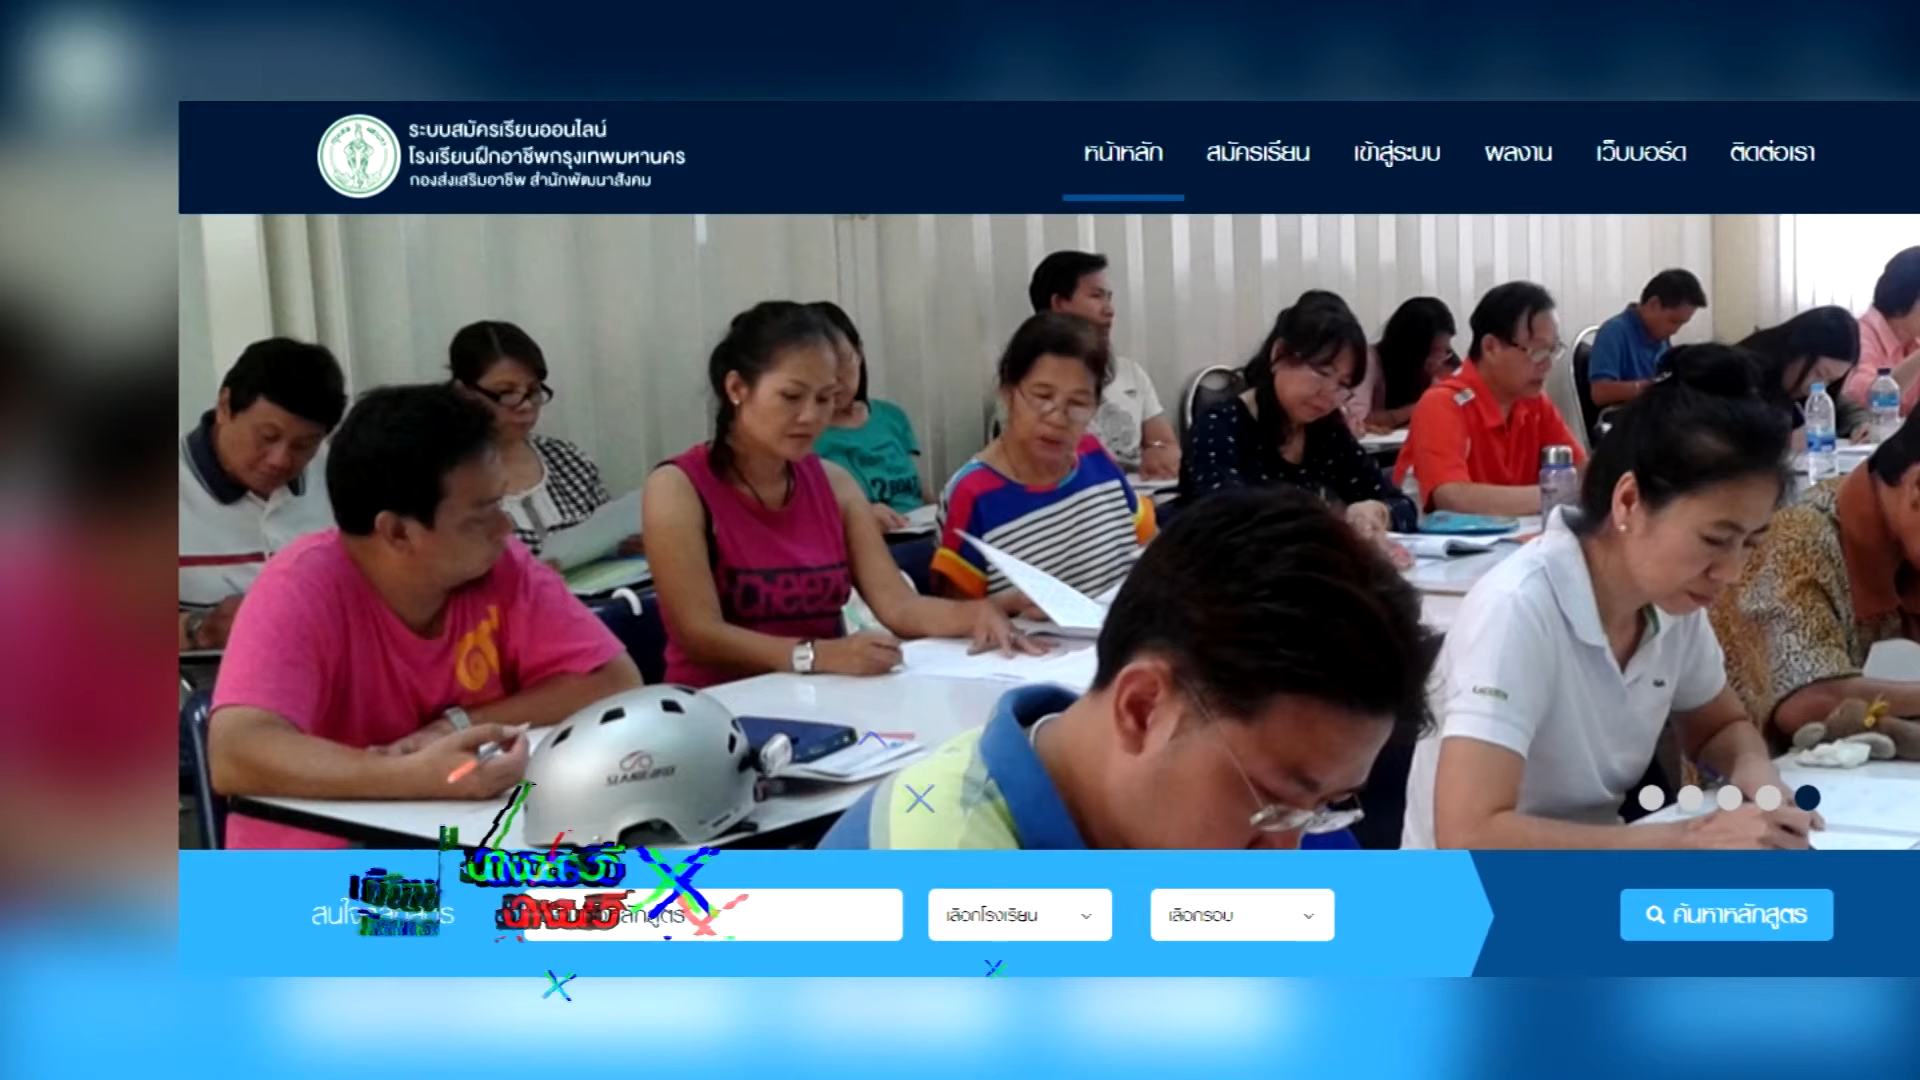 ระบบสมัครเรียนออนไลน์
โรงเรียนฝึกอาชีพกรุงเทพมหานคร
กองส่งเสริมอาชีพ สำนักพัฒนาสังคม
หน้าหลัก สมัครเรียน เข้าสู่ระบบ ผลงาน เว็บบอร์ด ติดต่อเรา
Cheeze
เลือกโรงเรียน เลือกรอบ ค้นหาหลักสูตร